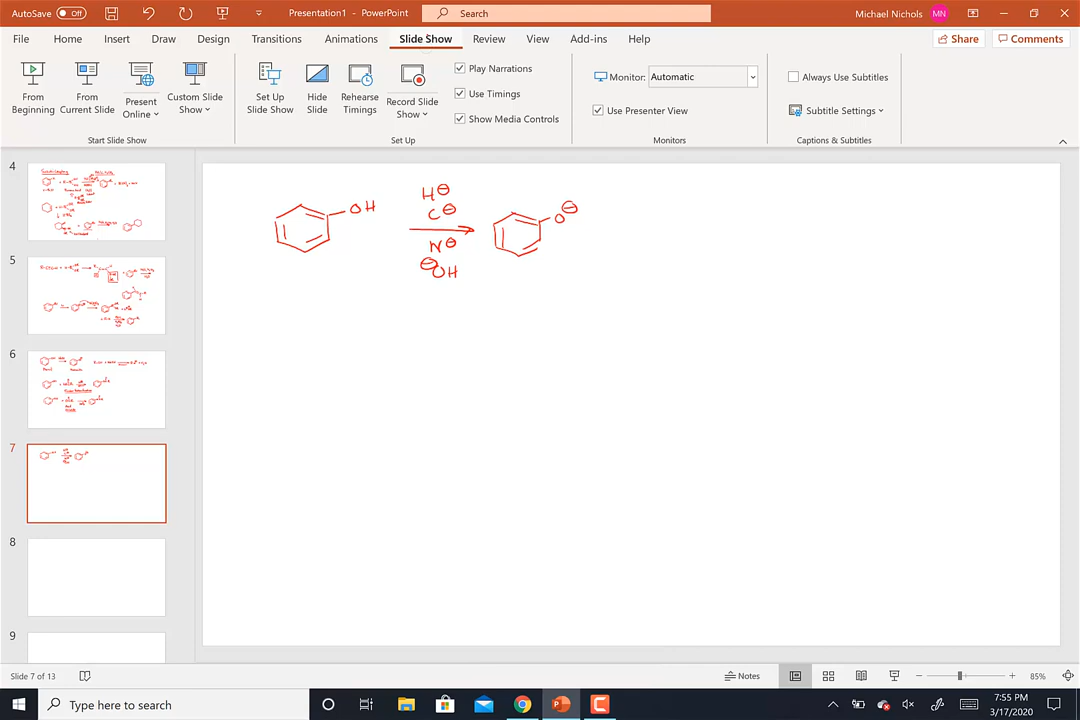 AutoSave Off Presentation1 - PowerPoint Search Michael Nichols MN
File Home Insert Draw Design Transitions Animations Slide Show Review View Add-ins Help Share Comments
From Beginning
From Current Slide
Present Online
Custom Slide Show
Set Up Slide Show
Hide Slide
Rehearse Timings
Record Slide Show
Play Narrations
Use Timings
Show Media Controls
Monitor: Automatic
Use Presenter View
Always Use Subtitles
Subtitle Settings
Start Slide Show Set Up Monitors Captions & Subtitles
4
5
6
7
8
9
H⊖
C⊖
OH
O⊖
N⊖
⊖OH
Slide 7 of 13 Notes 85%
Type here to search
7:55 PM
3/17/2020